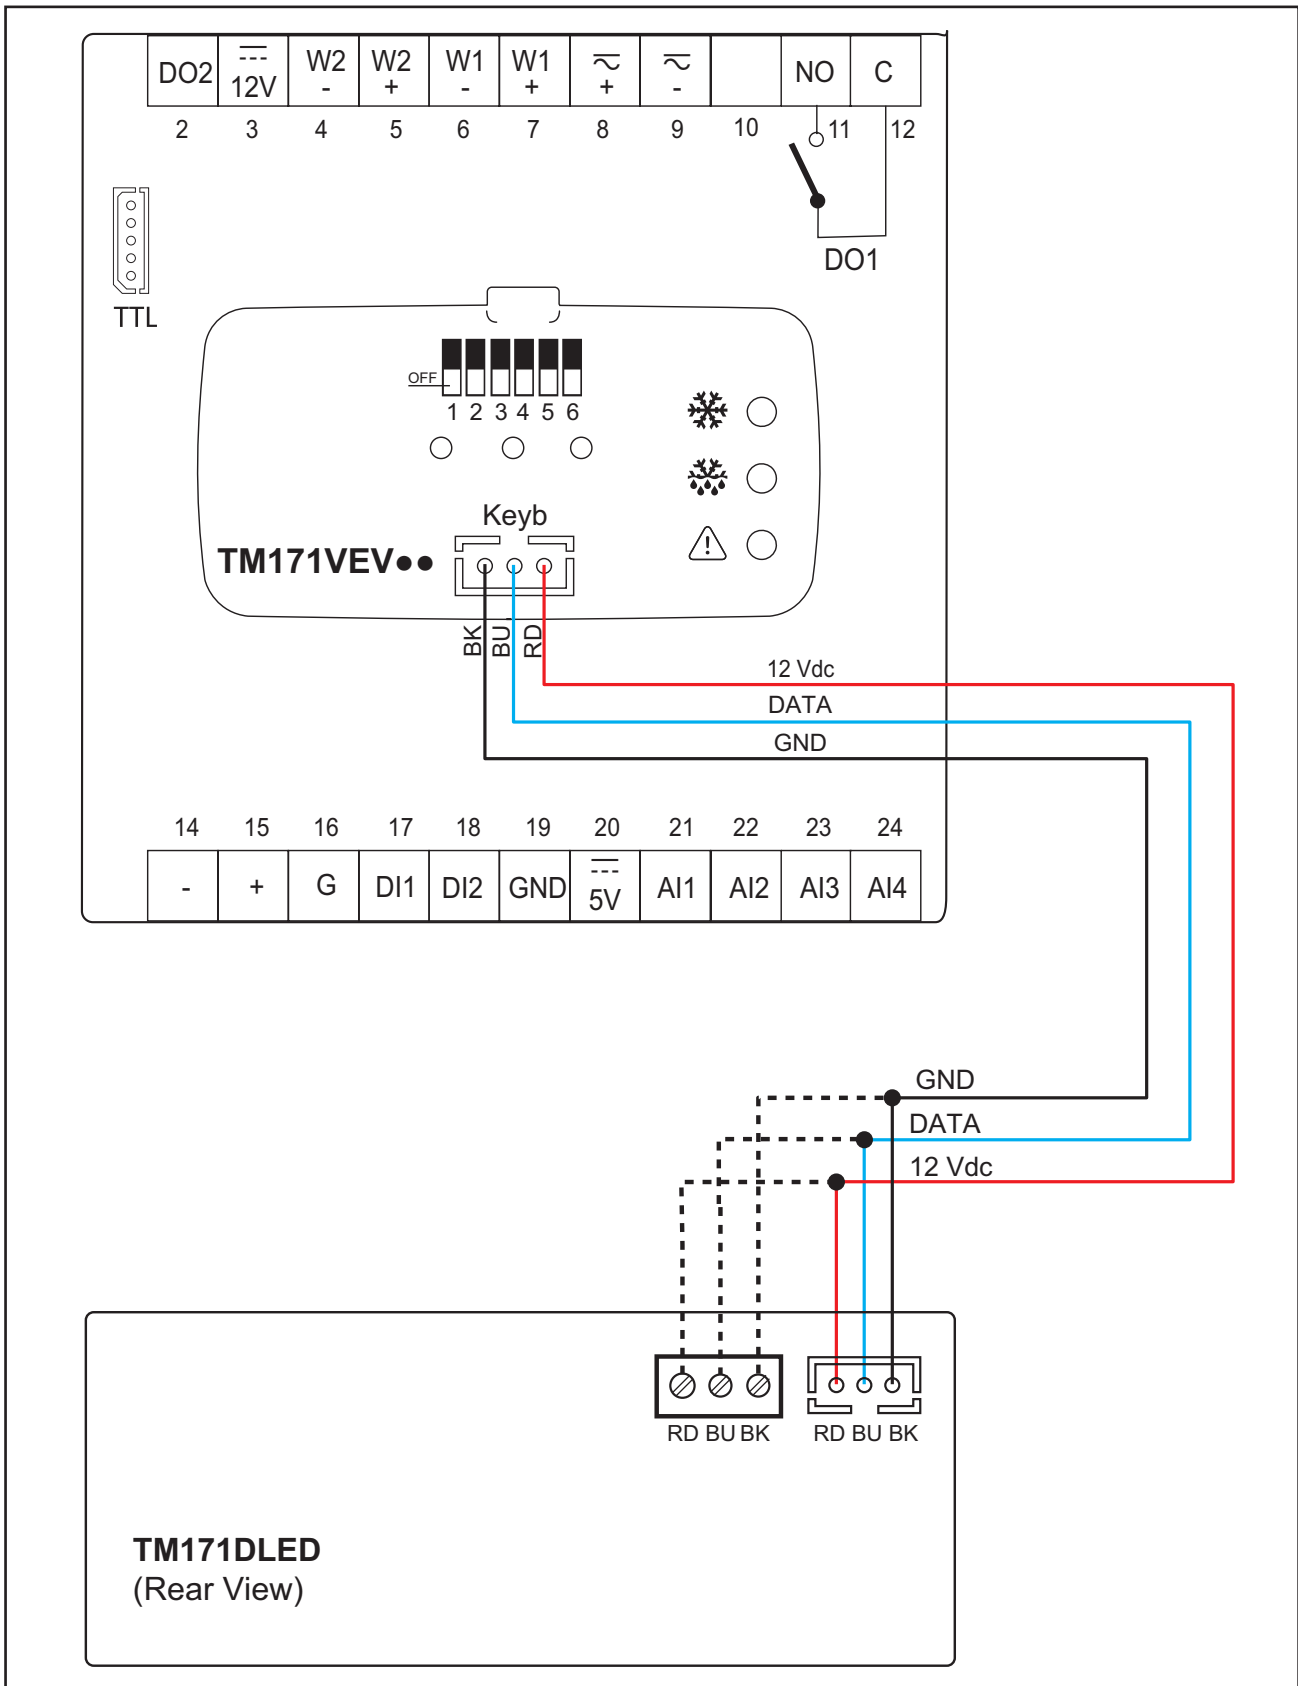 DO2 12V W2 - W2 + W1 - W1 + + - NO C
2 3 4 5 6 7 8 9 10 11 12
DO1
TTL
OFF
1 2 3 4 5 6
Keyb
TM171VEV●●
BK BU RD
12 Vdc
DATA
GND
14 15 16 17 18 19 20 21 22 23 24
- + G DI1 DI2 GND 5V AI1 AI2 AI3 AI4
GND
DATA
12 Vdc
RD BU BK RD BU BK
TM171DLED
(Rear View)